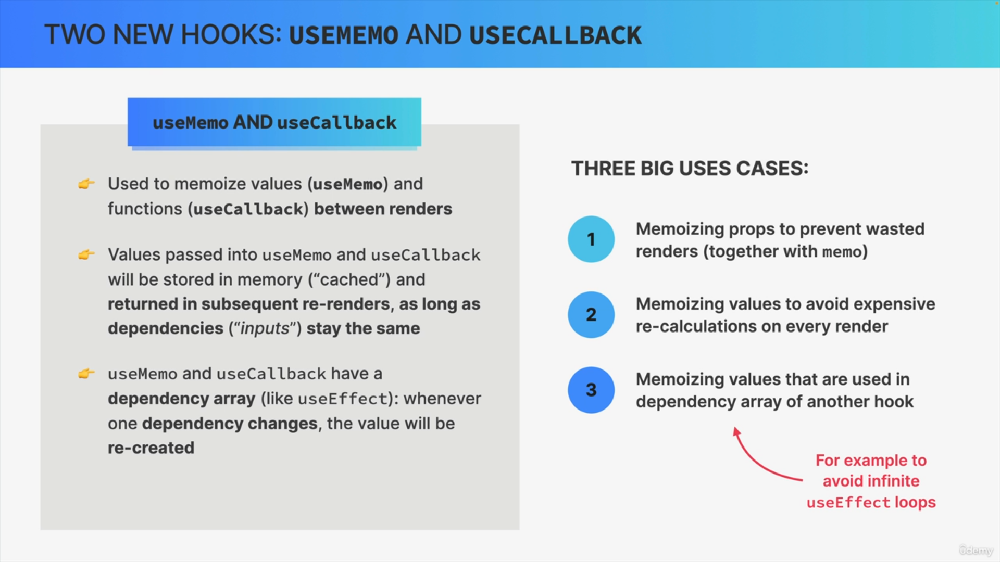 TWO NEW HOOKS: USEMEMO AND USECALLBACK
useMemo AND useCallback
👉 Used to memoize values (useMemo) and
functions (useCallback) between renders
👉 Values passed into useMemo and useCallback
will be stored in memory (“cached”) and
returned in subsequent re-renders, as long as
dependencies (“inputs”) stay the same
👉 useMemo and useCallback have a
dependency array (like useEffect): whenever
one dependency changes, the value will be
re-created
THREE BIG USES CASES:
1
Memoizing props to prevent wasted
renders (together with memo)
2
Memoizing values to avoid expensive
re-calculations on every render
3
Memoizing values that are used in
dependency array of another hook
For example to
avoid infinite
useEffect loops
ûdemy